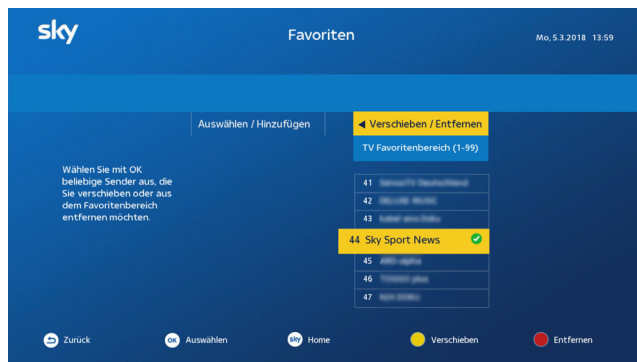 sky
Favoriten
Mo, 5.3.2018 13:59
Auswählen / Hinzufügen
Verschieben / Entfernen
TV Favoritenbereich (1-99)
Wählen Sie mit OK
beliebige Sender aus, die
Sie verschieben oder aus
dem Favoritenbereich
entfernen möchten.
41
42
43
44 Sky Sport News
45
46
47
Zurück
OK Auswählen
sky Home
Verschieben
Entfernen